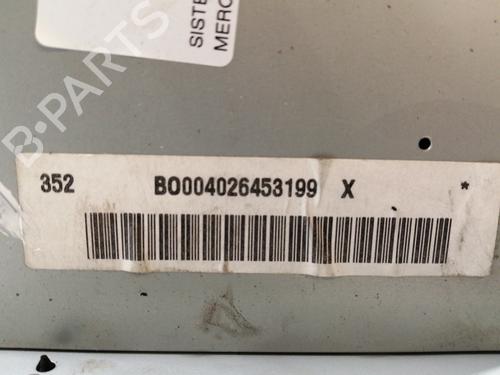 B-PARTS
SISTE
MERC
352 BO004026453199 X *